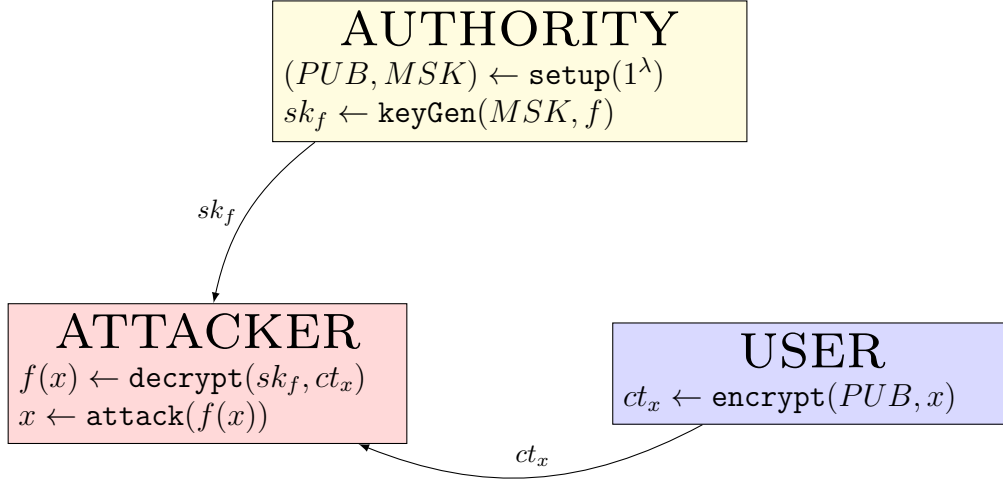 AUTHORITY
(PUB, MSK) ← setup(1^λ)
sk_f ← keyGen(MSK, f)
sk_f
ATTACKER
f(x) ← decrypt(sk_f, ct_x)
x ← attack(f(x))
USER
ct_x ← encrypt(PUB, x)
ct_x